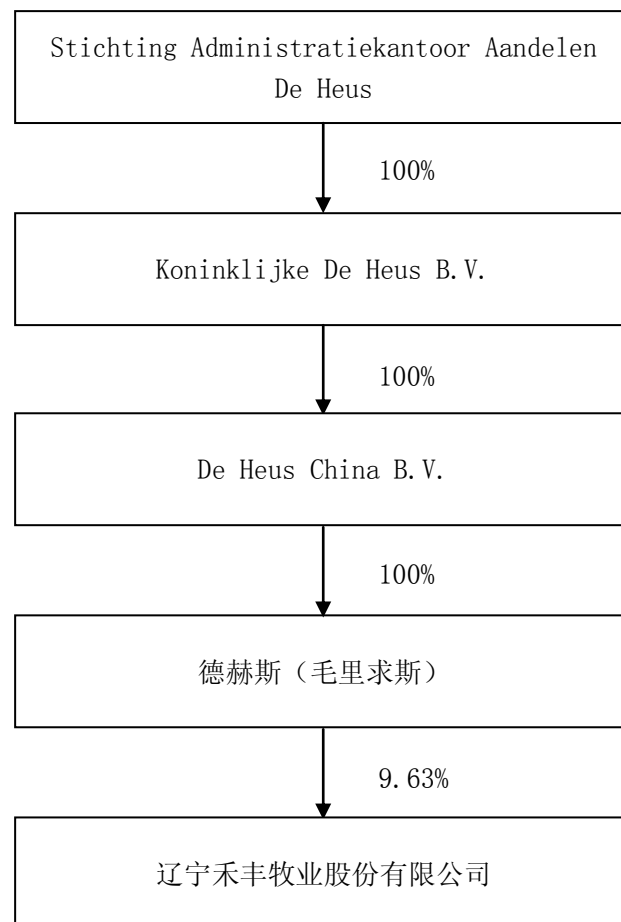 Stichting Administratiekantoor Aandelen
De Heus
100%
Koninklijke De Heus B.V.
100%
De Heus China B.V.
100%
德赫斯（毛里求斯）
9.63%
辽宁禾丰牧业股份有限公司